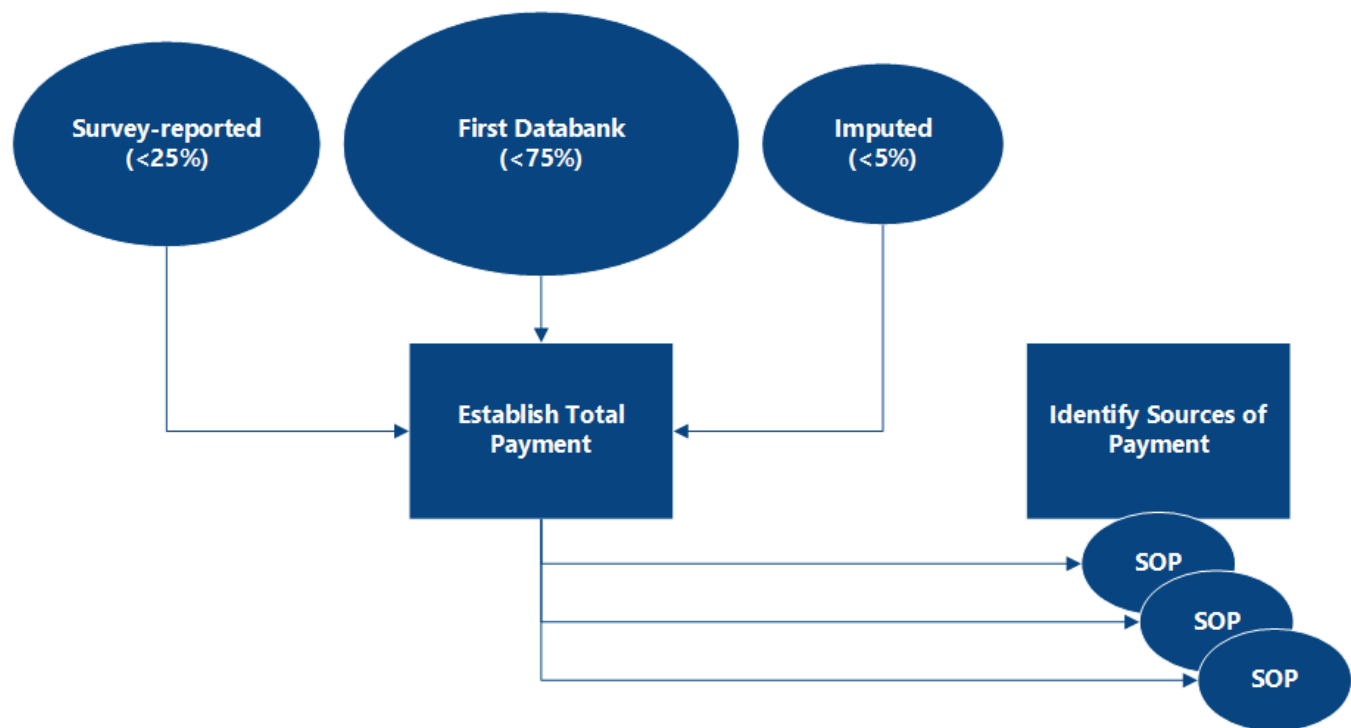 Survey-reported
(<25%)
First Databank
(<75%)
Imputed
(<5%)
Establish Total
Payment
Identify Sources of
Payment
SOP
SOP
SOP